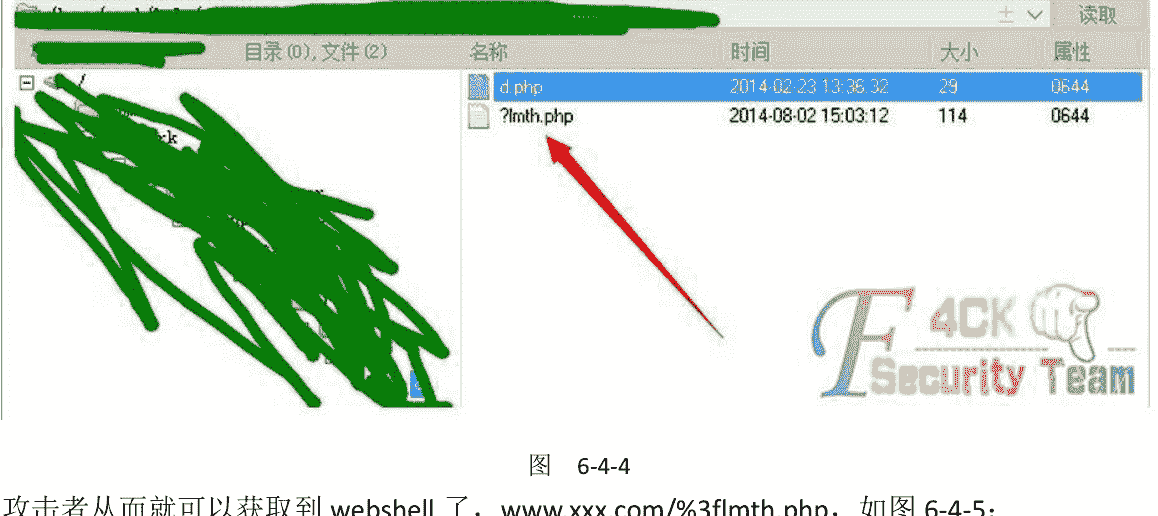 读取
目录(0),文件(2)
名称 时间 大小 属性
/
d.php 2014-02-23 13:36:32 29 0644
?lmth.php 2014-08-02 15:03:12 114 0644
F4CK
Security Team
图 6-4-4
攻击者从而就可以获取到 webshell 了，www.xxx.com/%3flmth.php，如图 6-4-5：